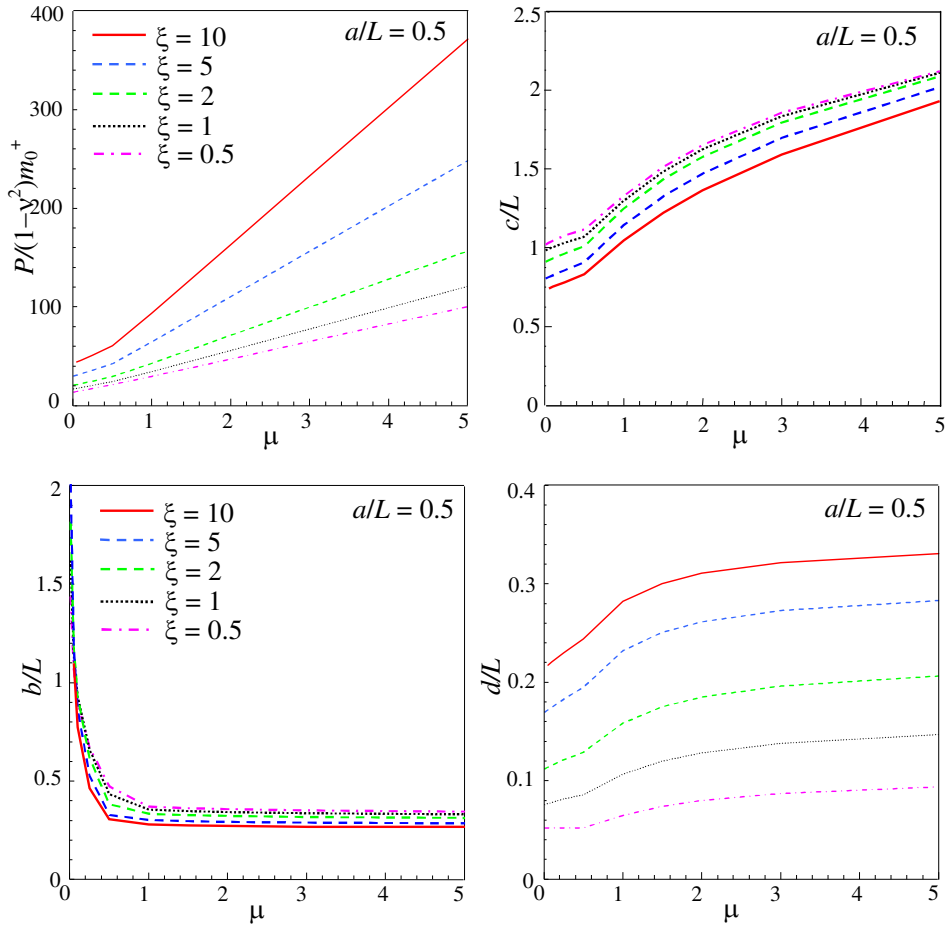 400
300
200
100
0
P/(1−ν²)m₀⁺
ξ = 10
ξ = 5
ξ = 2
ξ = 1
ξ = 0.5
a/L = 0.5
0 1 2 3 4 5
μ
2.5
2
1.5
1
0.5
0
c/L
a/L = 0.5
0 1 2 3 4 5
μ
2
1.5
1
0.5
0
b/L
ξ = 10
ξ = 5
ξ = 2
ξ = 1
ξ = 0.5
a/L = 0.5
0 1 2 3 4 5
μ
0.4
0.3
0.2
0.1
0
d/L
a/L = 0.5
0 1 2 3 4 5
μ